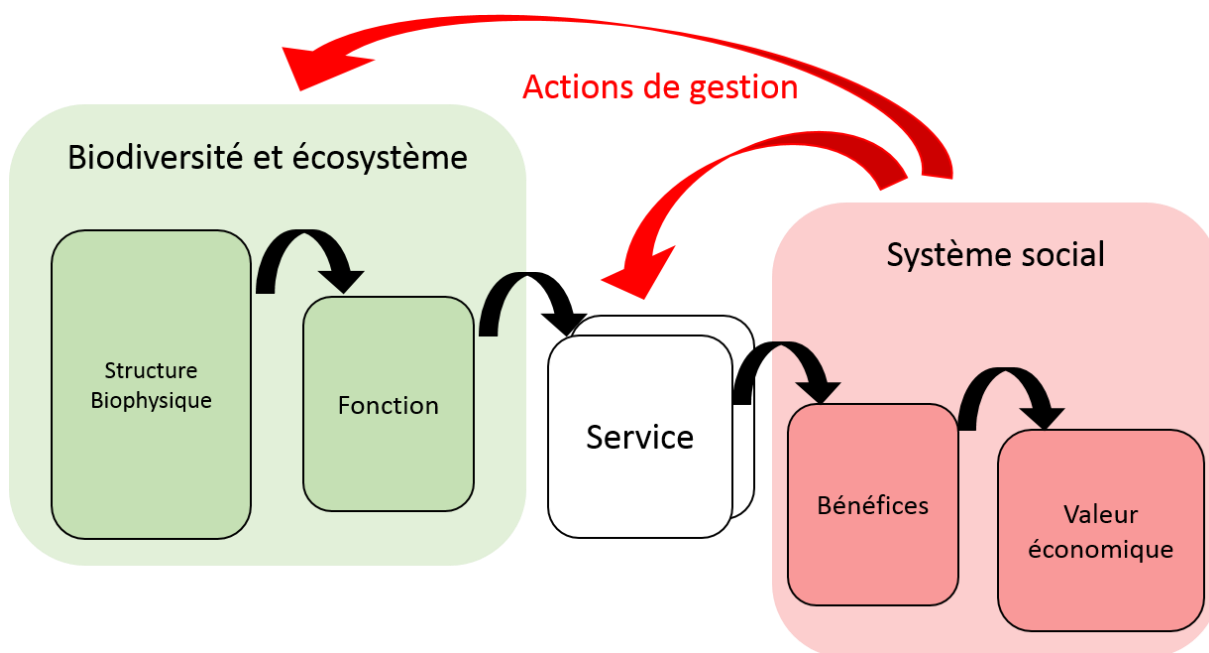 Actions de gestion
Biodiversité et écosystème
Système social
Structure
Biophysique
Fonction
Service
Bénéfices
Valeur
économique